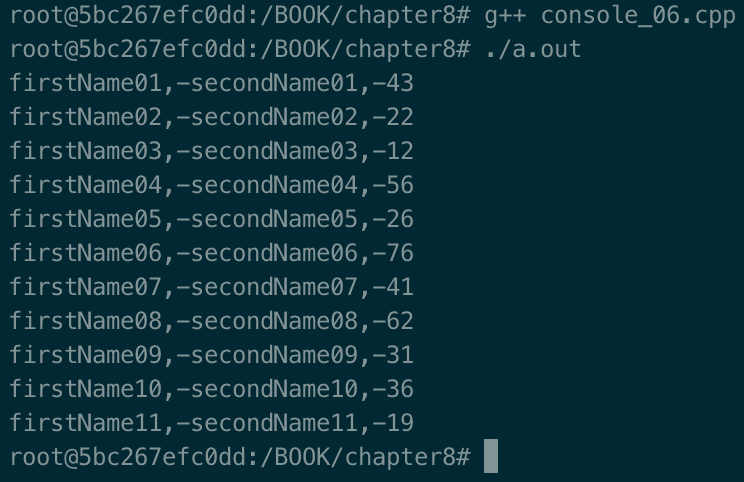 root@5bc267efc0dd:/BOOK/chapter8# g++ console_06.cpp
root@5bc267efc0dd:/BOOK/chapter8# ./a.out
firstName01,-secondName01,-43
firstName02,-secondName02,-22
firstName03,-secondName03,-12
firstName04,-secondName04,-56
firstName05,-secondName05,-26
firstName06,-secondName06,-76
firstName07,-secondName07,-41
firstName08,-secondName08,-62
firstName09,-secondName09,-31
firstName10,-secondName10,-36
firstName11,-secondName11,-19
root@5bc267efc0dd:/BOOK/chapter8#